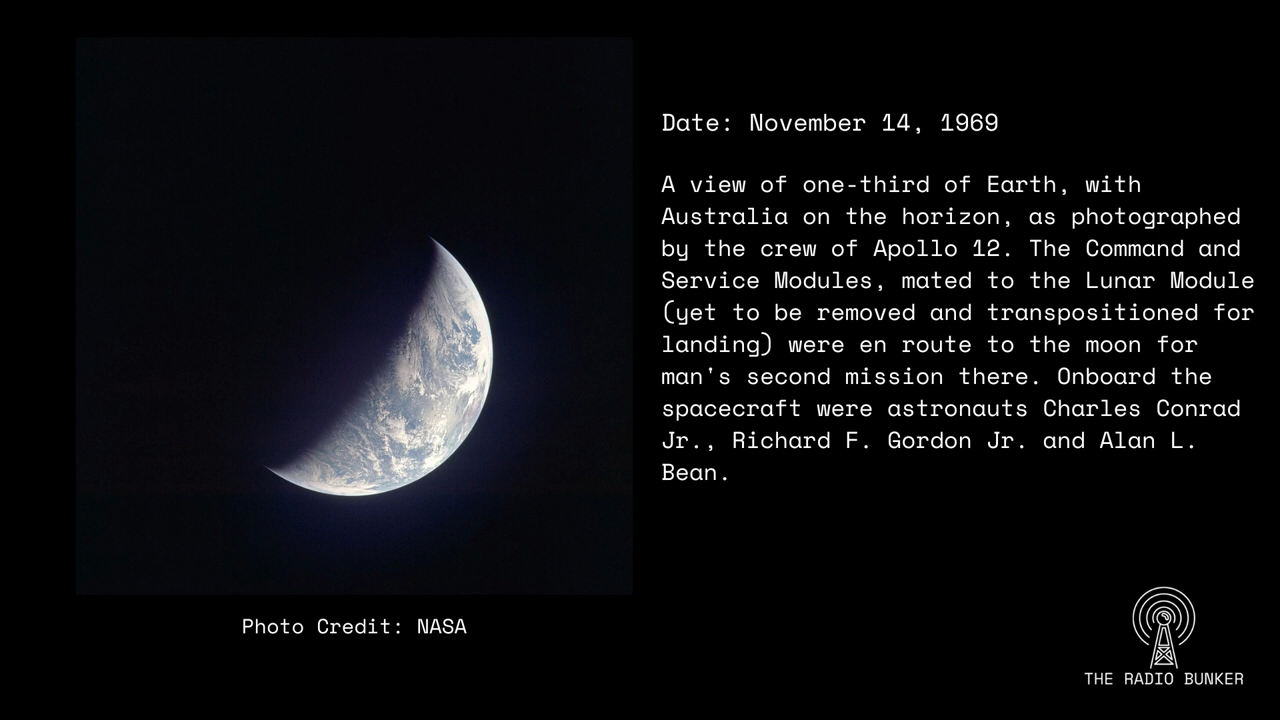 Date: November 14, 1969
A view of one-third of Earth, with
Australia on the horizon, as photographed
by the crew of Apollo 12. The Command and
Service Modules, mated to the Lunar Module
(yet to be removed and transpositioned for
landing) were en route to the moon for
man's second mission there. Onboard the
spacecraft were astronauts Charles Conrad
Jr., Richard F. Gordon Jr. and Alan L.
Bean.
Photo Credit: NASA
THE RADIO BUNKER